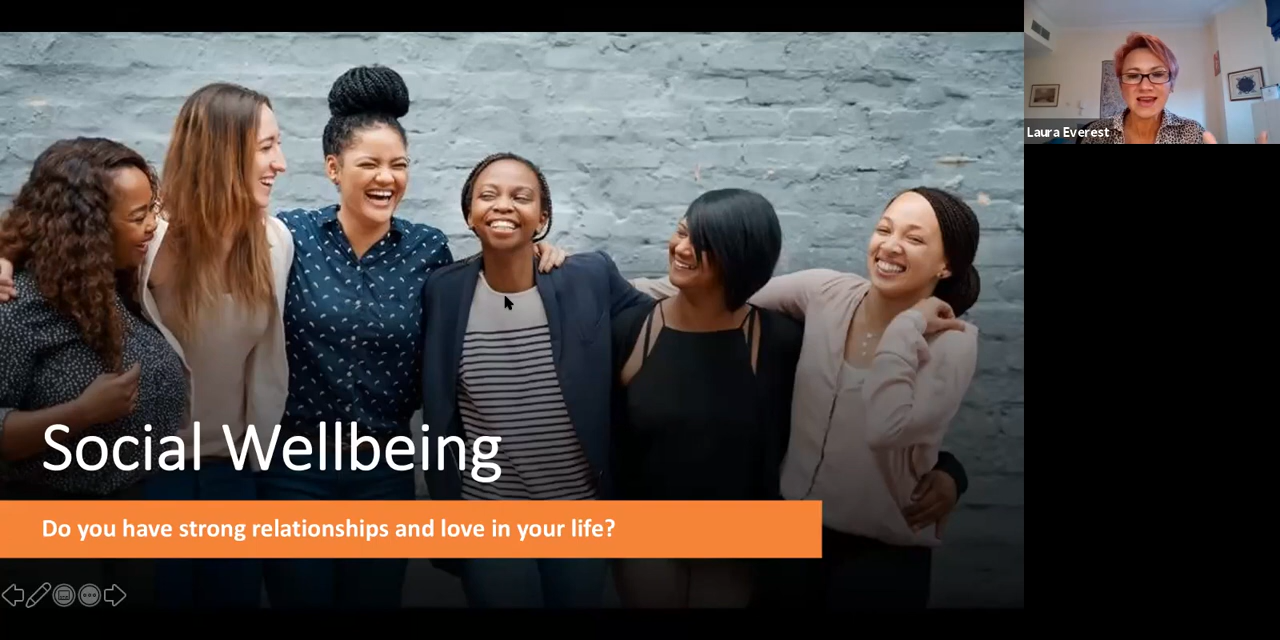 Laura Everest
Social Wellbeing
Do you have strong relationships and love in your life?